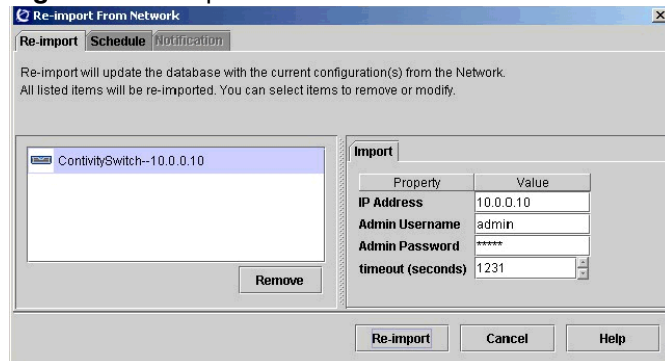 Re-import From Network
Re-import Schedule Notification
Re-import will update the database with the current configuration(s) from the Network.
All listed items will be re-imported. You can select items to remove or modify.
ContivitySwitch--10.0.0.10
Remove
Import
Property Value
IP Address 10.0.0.10
Admin Username admin
Admin Password *****
timeout (seconds) 1231
Re-import Cancel Help